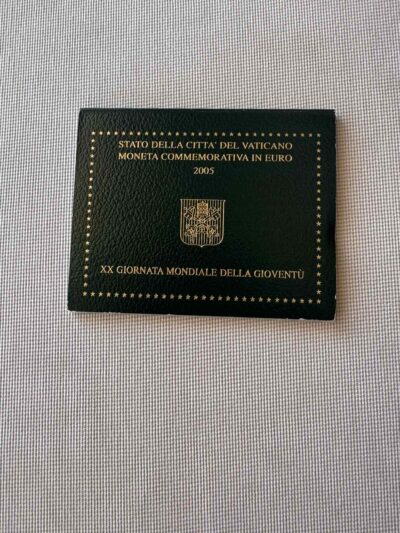 STATO DELLA CITTA' DEL VATICANO
MONETA COMMEMORATIVA IN EURO
2005
XX GIORNATA MONDIALE DELLA GIOVENTÙ